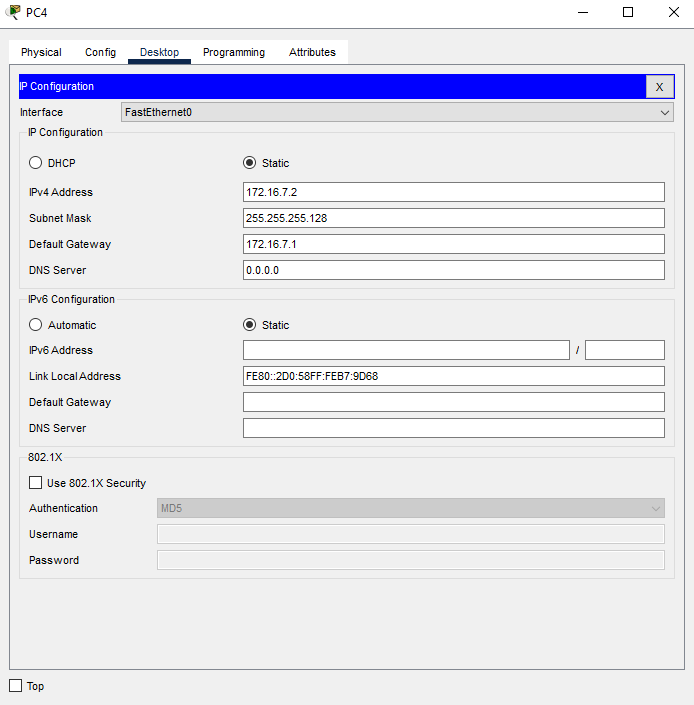 PC4
Physical Config Desktop Programming Attributes
IP Configuration X
Interface FastEthernet0
IP Configuration
DHCP Static
IPv4 Address 172.16.7.2
Subnet Mask 255.255.255.128
Default Gateway 172.16.7.1
DNS Server 0.0.0.0
IPv6 Configuration
Automatic Static
IPv6 Address /
Link Local Address FE80::2D0:58FF:FEB7:9D68
Default Gateway
DNS Server
802.1X
Use 802.1X Security
Authentication MD5
Username
Password
Top